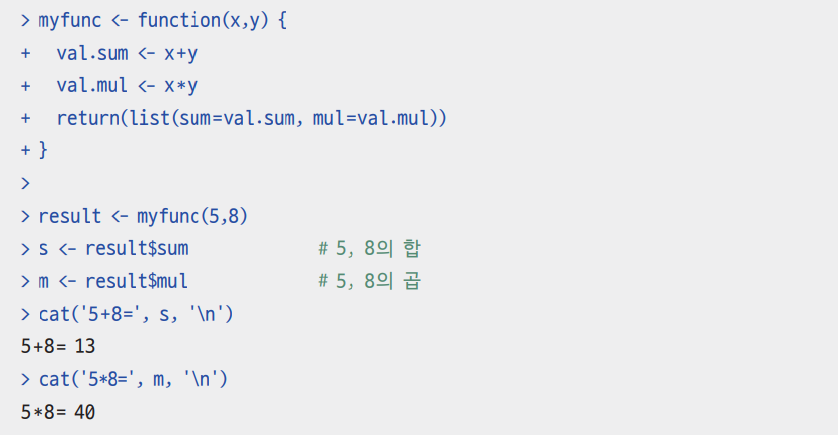 > myfunc <- function(x,y) {
+   val.sum <- x+y
+   val.mul <- x*y
+   return(list(sum=val.sum, mul=val.mul))
+ }
>
> result <- myfunc(5,8)
> s <- result$sum # 5, 8의 합
> m <- result$mul # 5, 8의 곱
> cat('5+8=', s, '\n')
5+8= 13
> cat('5*8=', m, '\n')
5*8= 40